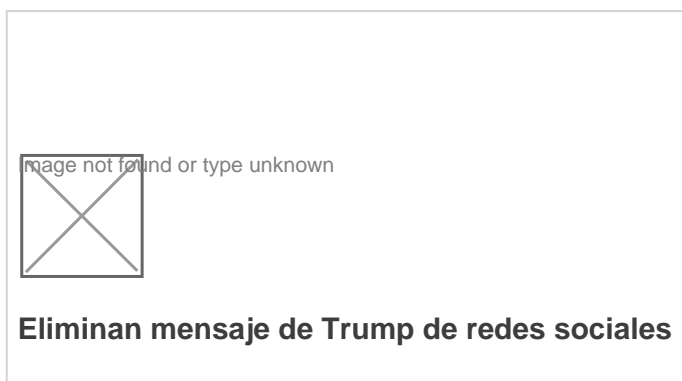 Image not found or type unknown
Eliminan mensaje de Trump de redes sociales